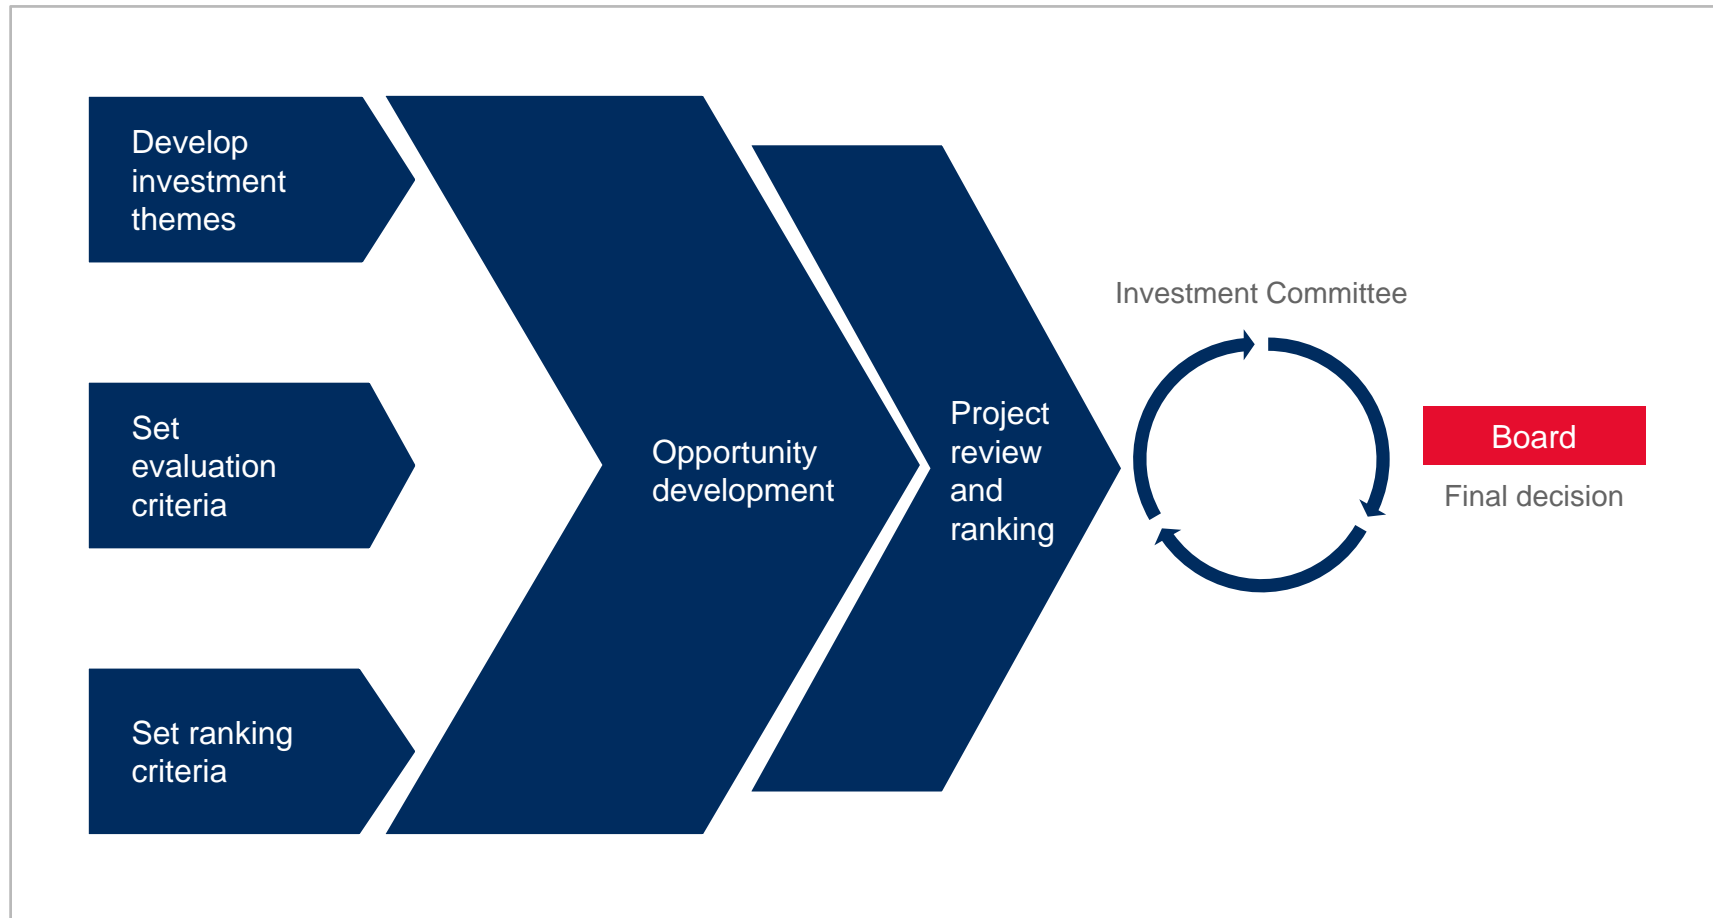 Develop
investment
themes
Set
evaluation
criteria
Set ranking
criteria
Opportunity
development
Project
review
and
ranking
Investment Committee
Board
Final decision